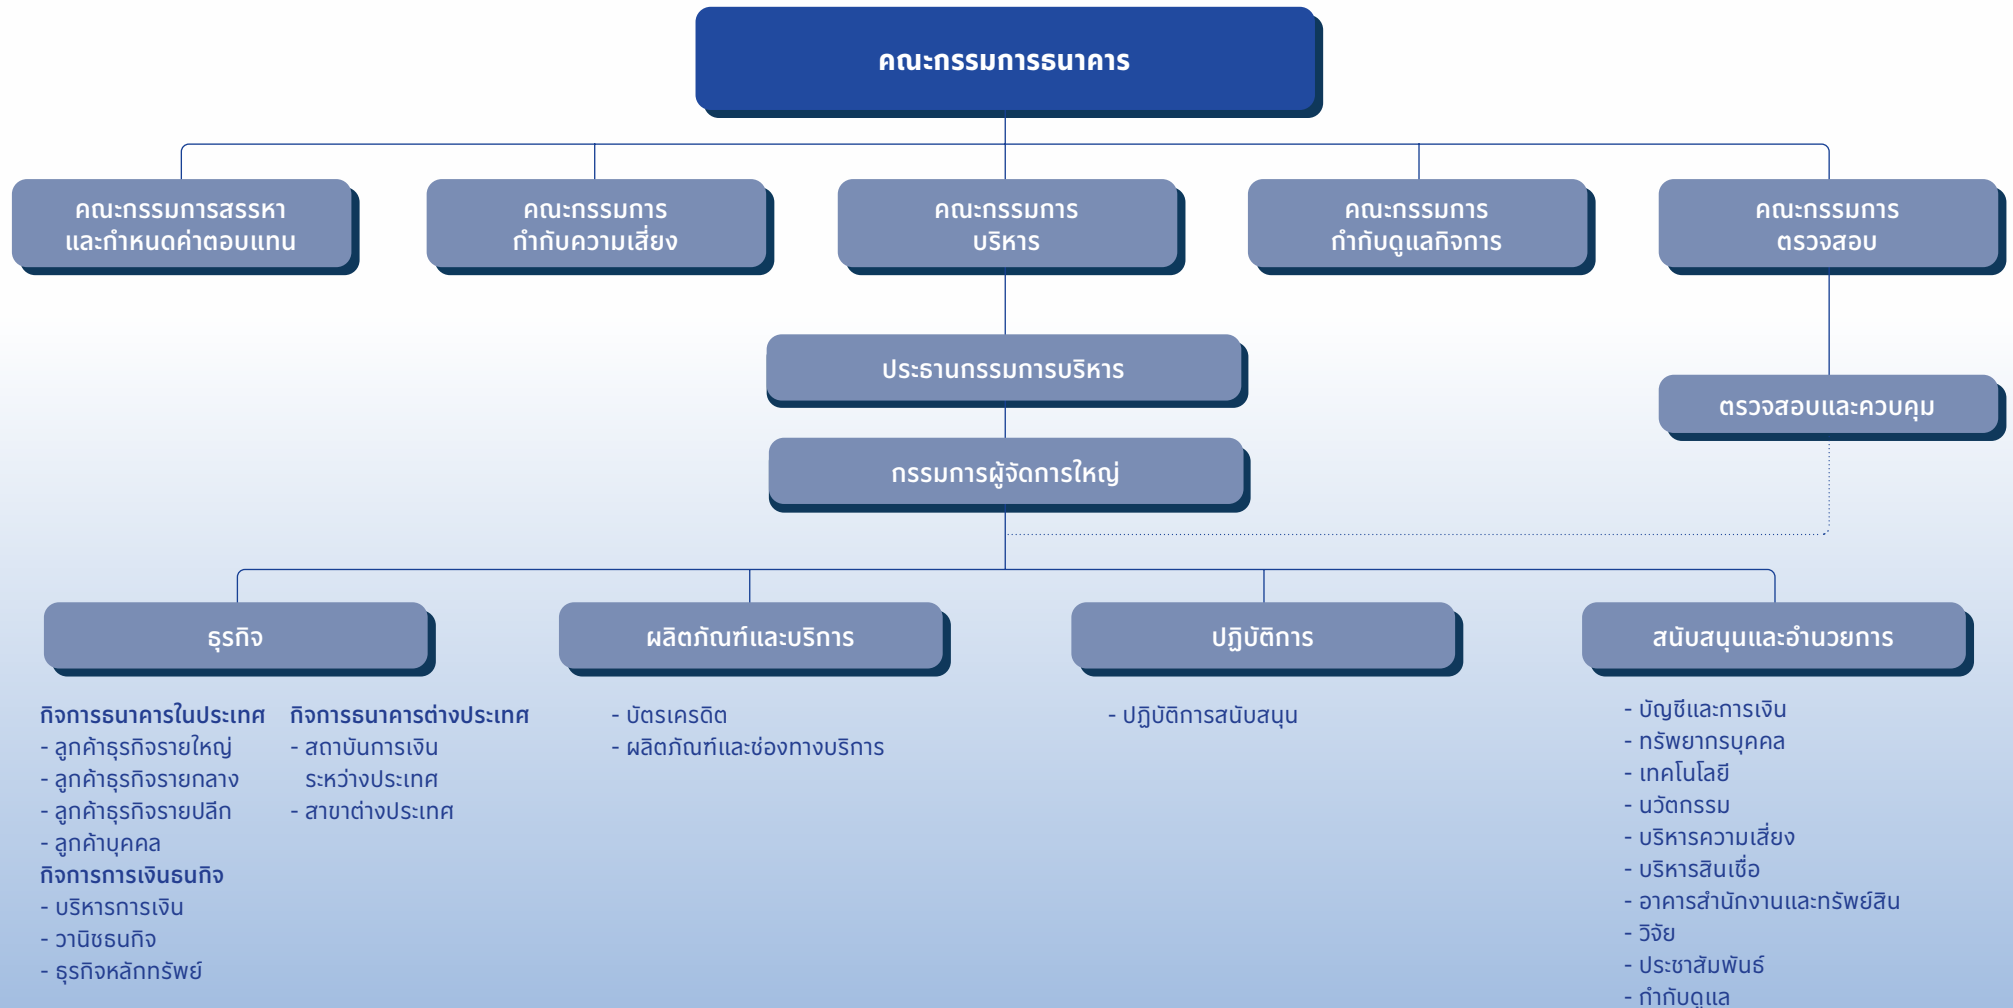 คณะกรรมการธนาคาร
คณะกรรมการสรรหา
และกำหนดค่าตอบแทน
คณะกรรมการ
กำกับความเสี่ยง
คณะกรรมการ
บริหาร
คณะกรรมการ
กำกับดูแลกิจการ
คณะกรรมการ
ตรวจสอบ
ประธานกรรมการบริหาร
ตรวจสอบและควบคุม
กรรมการผู้จัดการใหญ่
ธุรกิจ
กิจการธนาคารในประเทศ
- ลูกค้าธุรกิจรายใหญ่
- ลูกค้าธุรกิจรายกลาง
- ลูกค้าธุรกิจรายปลีก
- ลูกค้าบุคคล
กิจการการเงินธนกิจ
- บริหารการเงิน
- วานิชธนกิจ
- ธุรกิจหลักทรัพย์
กิจการธนาคารต่างประเทศ
- สถาบันการเงิน
ระหว่างประเทศ
- สาขาต่างประเทศ
ผลิตภัณฑ์และบริการ
- บัตรเครดิต
- ผลิตภัณฑ์และช่องทางบริการ
ปฏิบัติการ
- ปฏิบัติการสนับสนุน
สนับสนุนและอำนวยการ
- บัญชีและการเงิน
- ทรัพยากรบุคคล
- เทคโนโลยี
- นวัตกรรม
- บริหารความเสี่ยง
- บริหารสินเชื่อ
- อาคารสำนักงานและทรัพย์สิน
- วิจัย
- ประชาสัมพันธ์
- กำกับดูแล